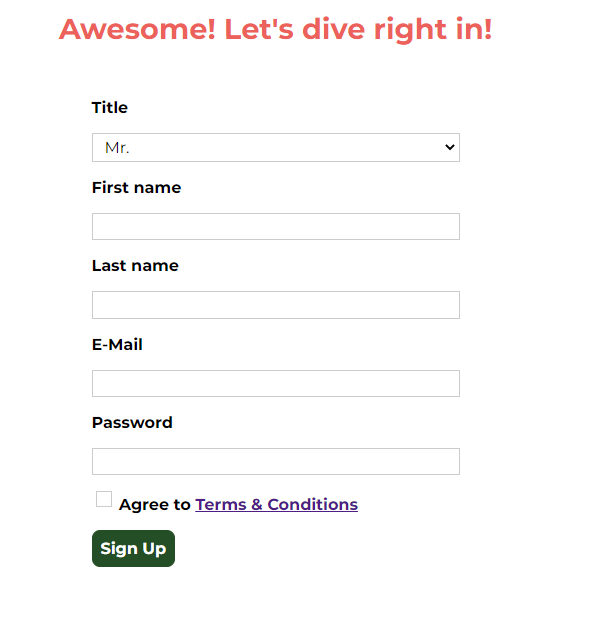 Awesome! Let's dive right in!
Title
Mr.
First name
Last name
E-Mail
Password
Agree to Terms & Conditions
Sign Up